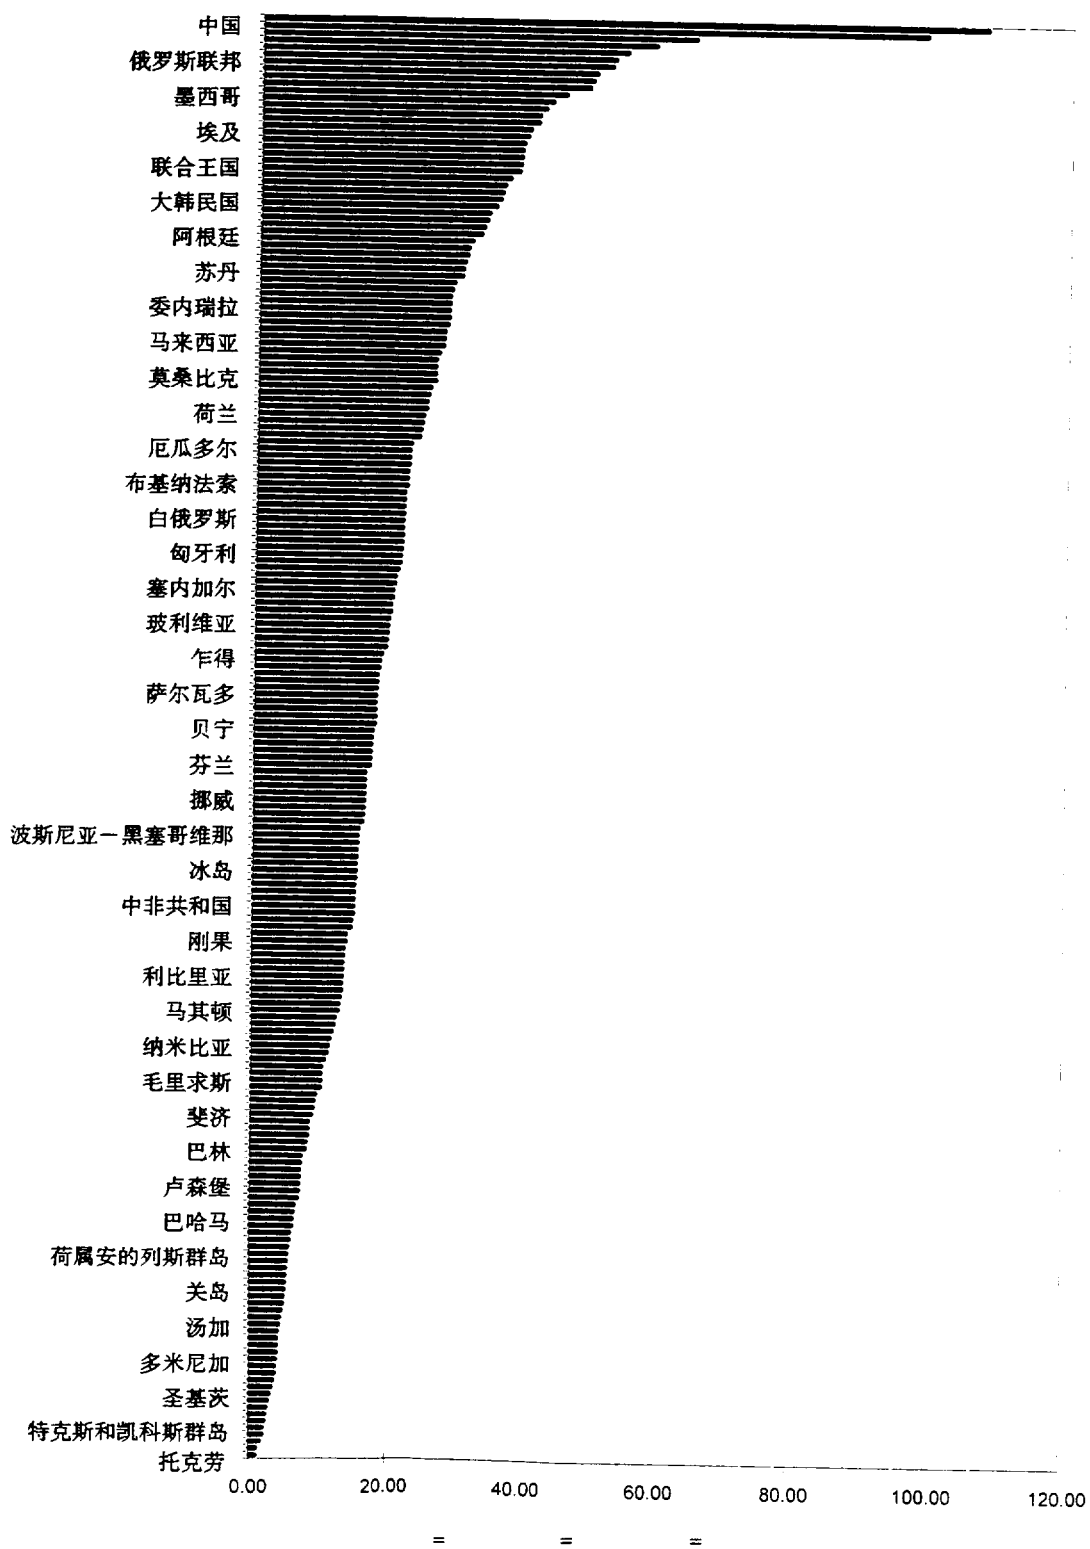 中国
俄罗斯联邦
墨西哥
埃及
联合王国
大韩民国
阿根廷
苏丹
委内瑞拉
马来西亚
莫桑比克
荷兰
厄瓜多尔
布基纳法索
白俄罗斯
匈牙利
塞内加尔
玻利维亚
乍得
萨尔瓦多
贝宁
芬兰
挪威
波斯尼亚－黑塞哥维那
冰岛
中非共和国
刚果
利比里亚
马其顿
纳米比亚
毛里求斯
斐济
巴林
卢森堡
巴哈马
荷属安的列斯群岛
关岛
汤加
多米尼加
圣基茨
特克斯和凯科斯群岛
托克劳
0.00 20.00 40.00 60.00 80.00 100.00 120.00
= = =